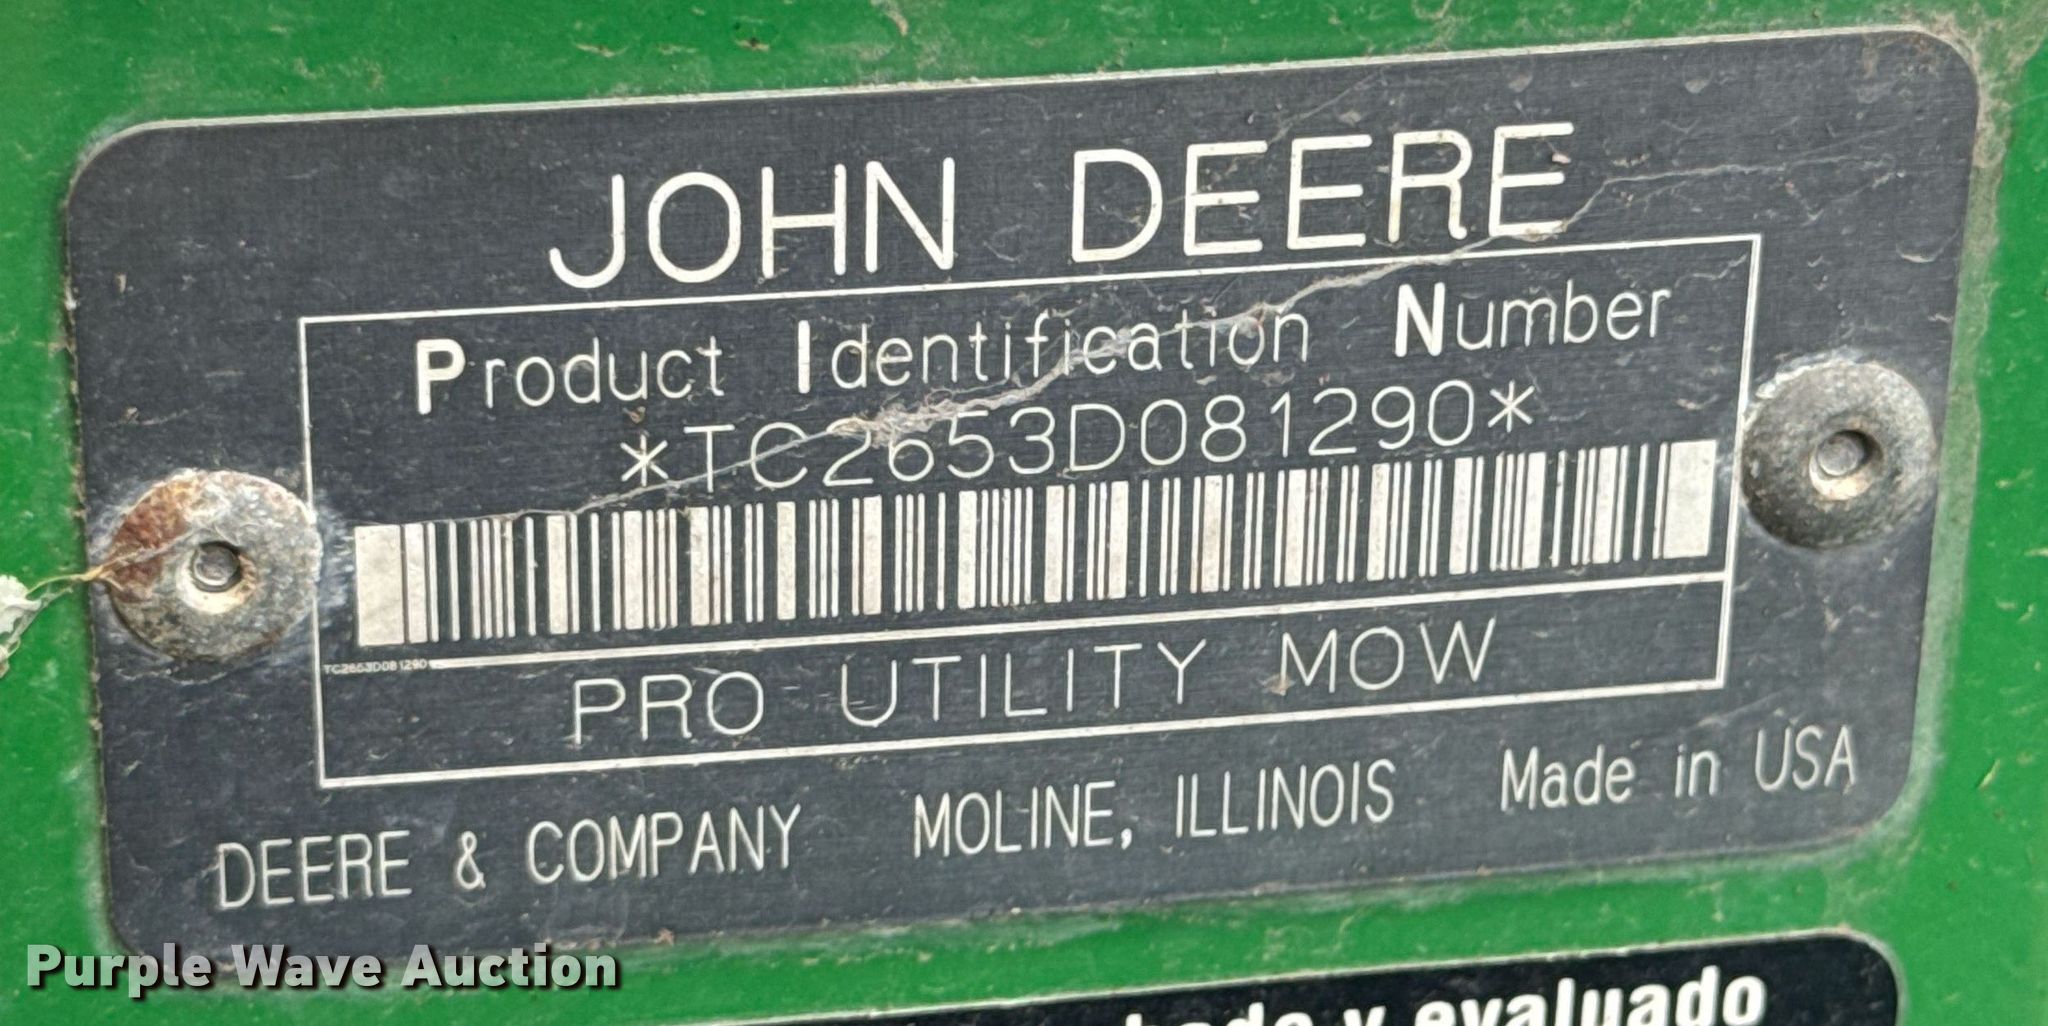 JOHN DEERE
Product Identification Number
*TC2653D081290*
TC2653D081290
PRO UTILITY MOW
DEERE & COMPANY MOLINE, ILLINOIS Made in USA
Purple Wave Auction
y evaluado